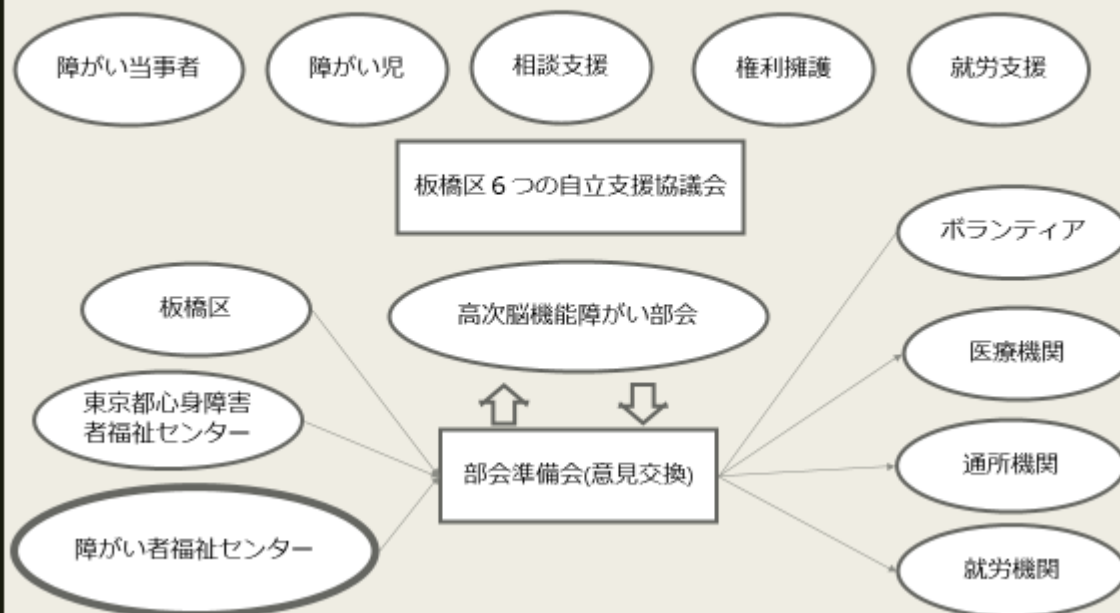 障がい当事者
障がい児
相談支援
権利擁護
就労支援
板橋区６つの自立支援協議会
ボランティア
板橋区
高次脳機能障がい部会
医療機関
東京都心身障害
者福祉センター
部会準備会(意見交換)
通所機関
障がい者福祉センター
就労機関